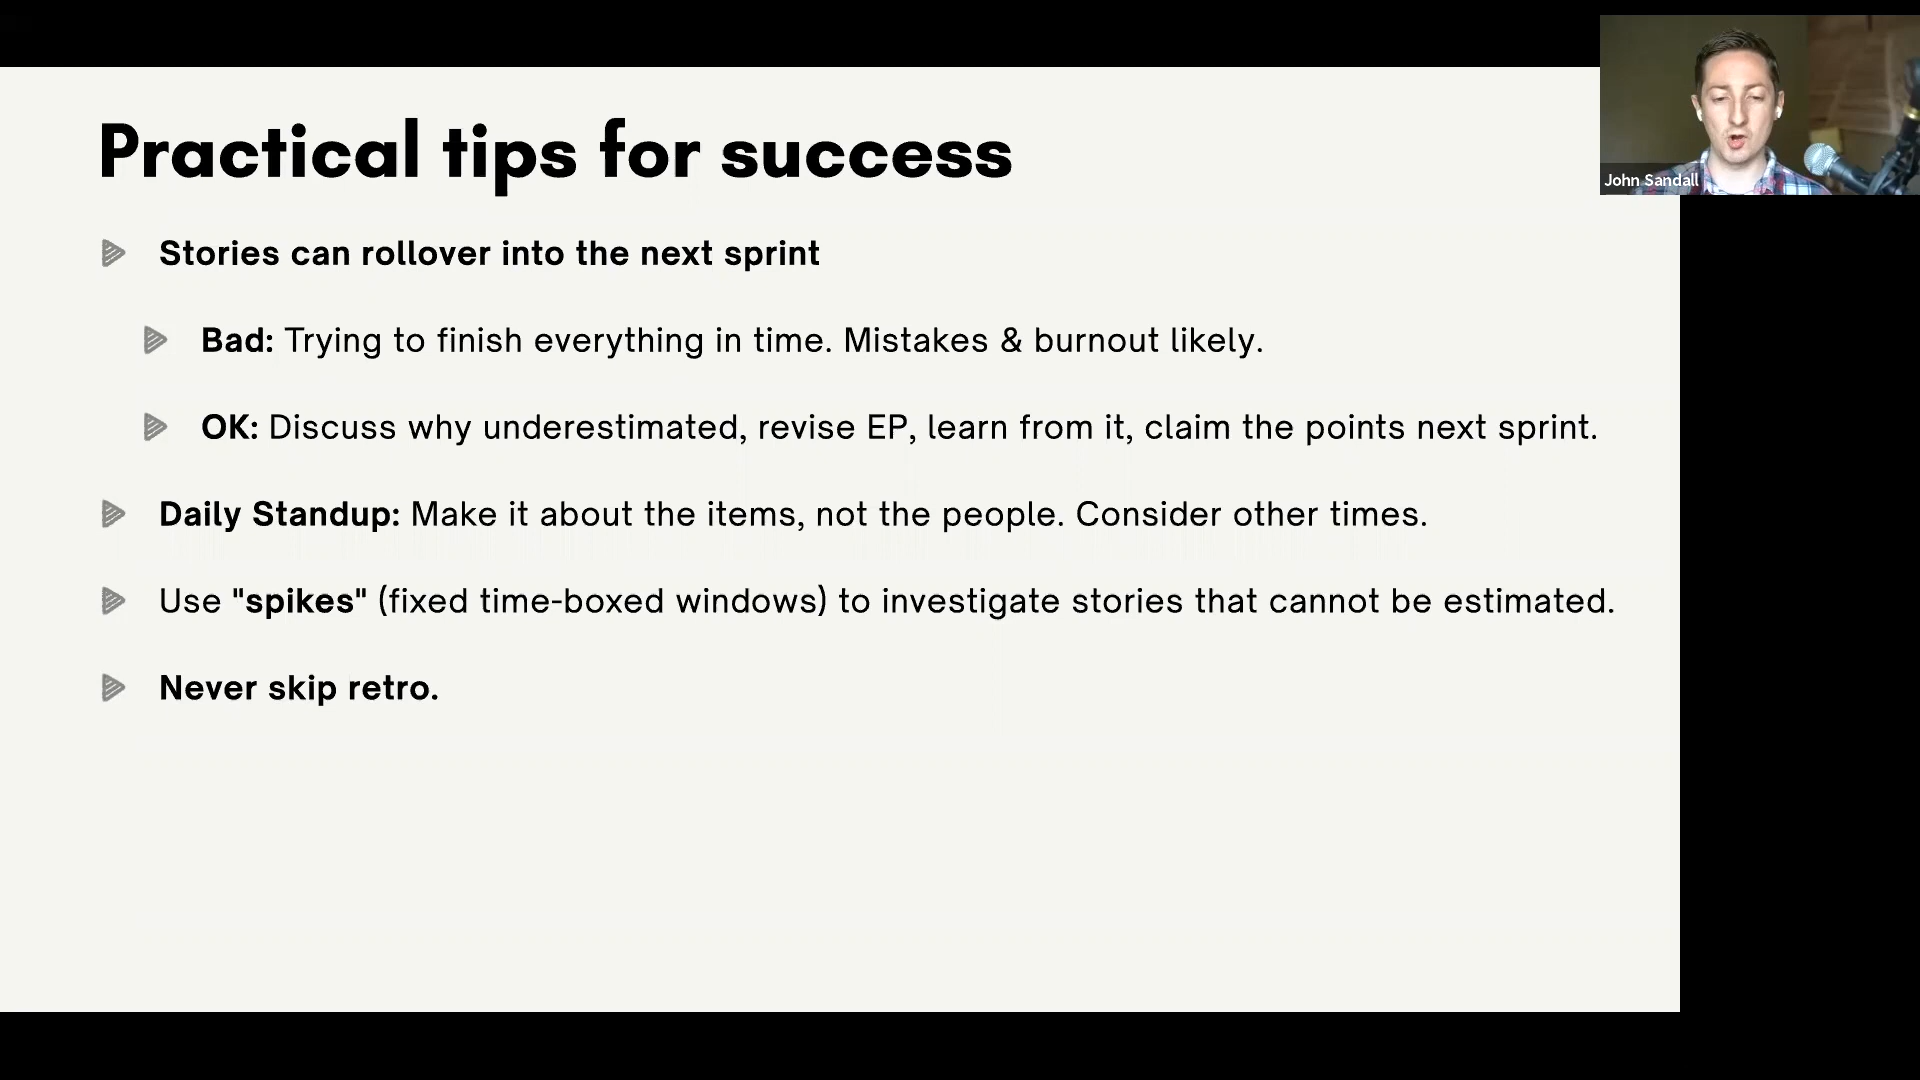 Practical tips for success
John Sandall
Stories can rollover into the next sprint
Bad: Trying to finish everything in time. Mistakes & burnout likely.
OK: Discuss why underestimated, revise EP, learn from it, claim the points next sprint.
Daily Standup: Make it about the items, not the people. Consider other times.
Use "spikes" (fixed time-boxed windows) to investigate stories that cannot be estimated.
Never skip retro.